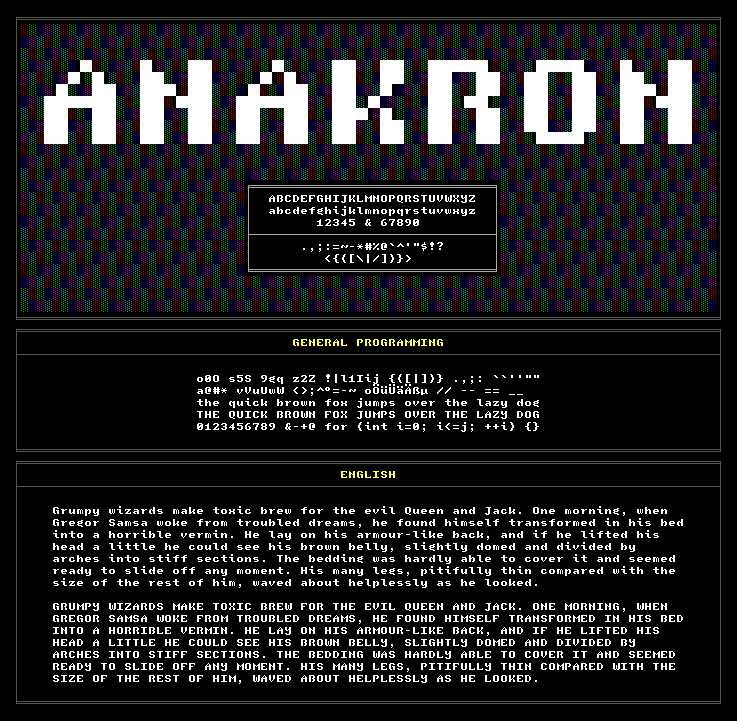 ANAKRON
ABCDEFGHIJKLMNOPQRSTUVWXYZ
abcdefghijklmnopqrstuvwxyz
12345 & 67890
.,;:=~-*#%@`^'"$!?
<{([\|/])}>
GENERAL PROGRAMMING
o0O s5S 9gq z2Z !|l1Iij {([|])} .,;: ``''""
a@#* vVuUwW <>;^°=-~ oÖüÜäÄßµ // -- == __
the quick brown fox jumps over the lazy dog
THE QUICK BROWN FOX JUMPS OVER THE LAZY DOG
0123456789 &-+@ for (int i=0; i<=j; ++i) {}
ENGLISH
Grumpy wizards make toxic brew for the evil Queen and Jack. One morning, when
Gregor Samsa woke from troubled dreams, he found himself transformed in his bed
into a horrible vermin. He lay on his armour-like back, and if he lifted his
head a little he could see his brown belly, slightly domed and divided by
arches into stiff sections. The bedding was hardly able to cover it and seemed
ready to slide off any moment. His many legs, pitifully thin compared with the
size of the rest of him, waved about helplessly as he looked.
GRUMPY WIZARDS MAKE TOXIC BREW FOR THE EVIL QUEEN AND JACK. ONE MORNING, WHEN
GREGOR SAMSA WOKE FROM TROUBLED DREAMS, HE FOUND HIMSELF TRANSFORMED IN HIS BED
INTO A HORRIBLE VERMIN. HE LAY ON HIS ARMOUR-LIKE BACK, AND IF HE LIFTED HIS
HEAD A LITTLE HE COULD SEE HIS BROWN BELLY, SLIGHTLY DOMED AND DIVIDED BY
ARCHES INTO STIFF SECTIONS. THE BEDDING WAS HARDLY ABLE TO COVER IT AND SEEMED
READY TO SLIDE OFF ANY MOMENT. HIS MANY LEGS, PITIFULLY THIN COMPARED WITH THE
SIZE OF THE REST OF HIM, WAVED ABOUT HELPLESSLY AS HE LOOKED.